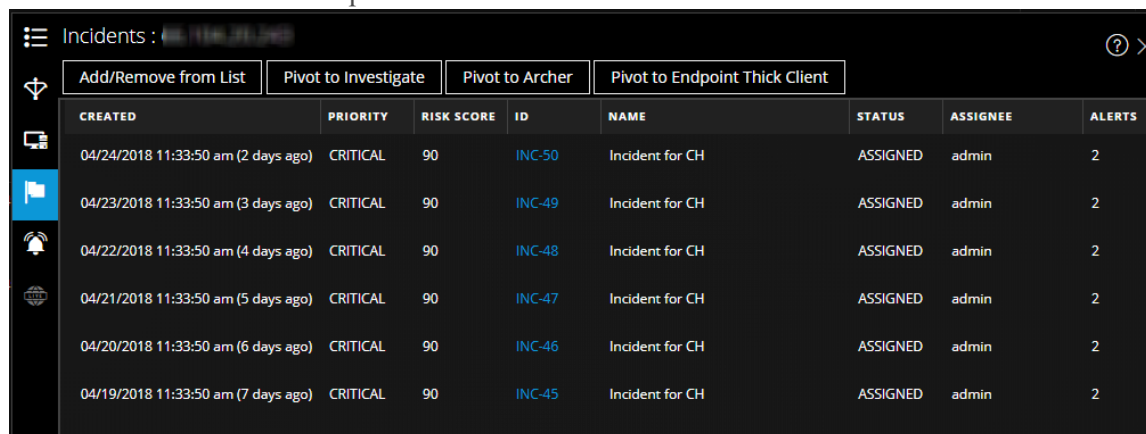 Incidents :
Add/Remove from List Pivot to Investigate Pivot to Archer Pivot to Endpoint Thick Client
CREATED PRIORITY RISK SCORE ID NAME STATUS ASSIGNEE ALERTS
04/24/2018 11:33:50 am (2 days ago) CRITICAL 90 INC-50 Incident for CH ASSIGNED admin 2
04/23/2018 11:33:50 am (3 days ago) CRITICAL 90 INC-49 Incident for CH ASSIGNED admin 2
04/22/2018 11:33:50 am (4 days ago) CRITICAL 90 INC-48 Incident for CH ASSIGNED admin 2
04/21/2018 11:33:50 am (5 days ago) CRITICAL 90 INC-47 Incident for CH ASSIGNED admin 2
LIVE
04/20/2018 11:33:50 am (6 days ago) CRITICAL 90 INC-46 Incident for CH ASSIGNED admin 2
04/19/2018 11:33:50 am (7 days ago) CRITICAL 90 INC-45 Incident for CH ASSIGNED admin 2